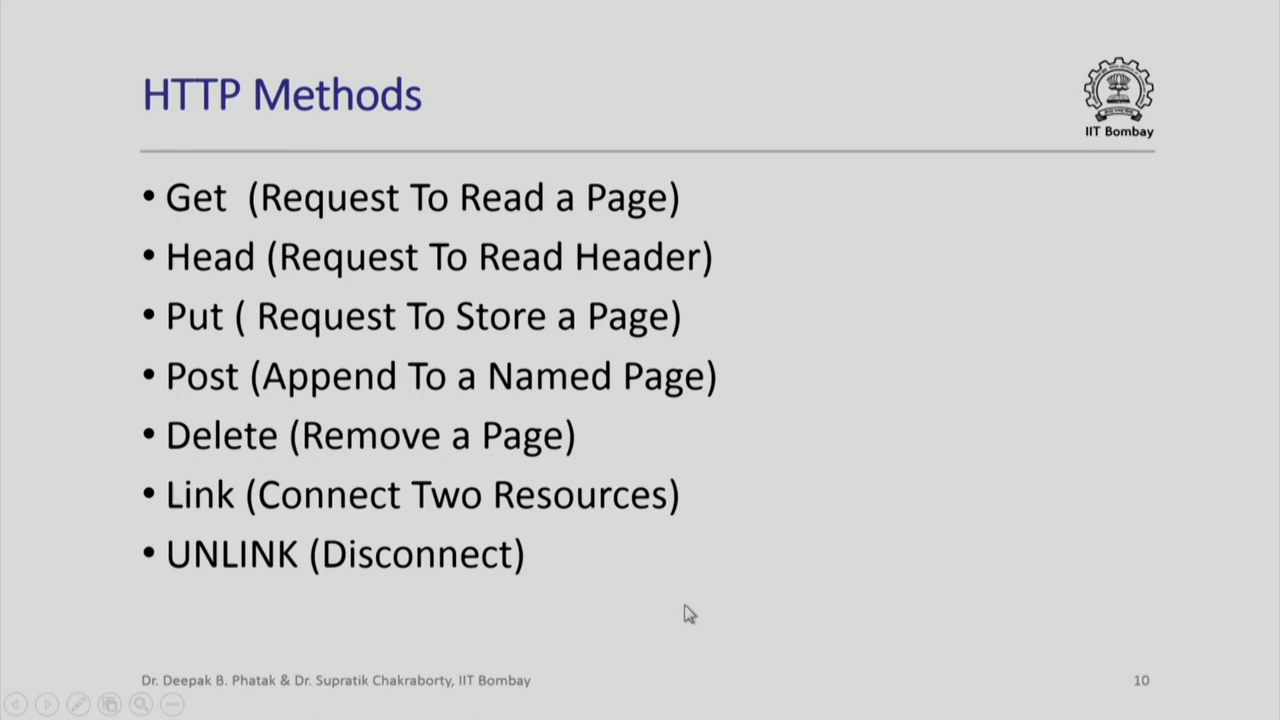 HTTP Methods
IIT Bombay
• Get  (Request To Read a Page)
• Head (Request To Read Header)
• Put ( Request To Store a Page)
• Post (Append To a Named Page)
• Delete (Remove a Page)
• Link (Connect Two Resources)
• UNLINK (Disconnect)
Dr. Deepak B. Phatak & Dr. Supratik Chakraborty, IIT Bombay
10